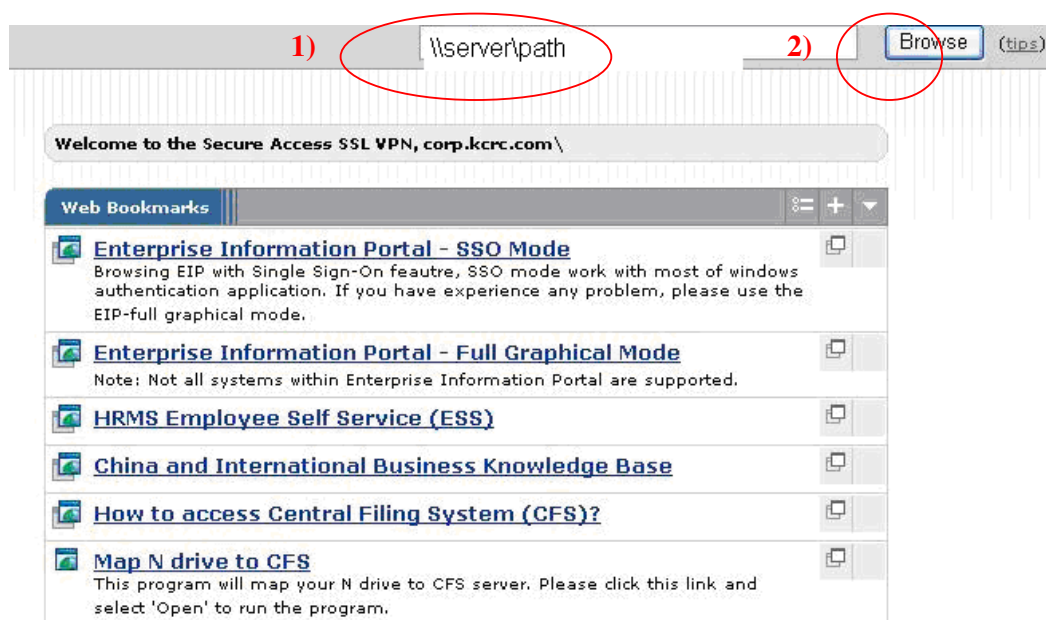 1) \\server\path 2) Browse (tips)
Welcome to the Secure Access SSL VPN, corp.kcrc.com\
Web Bookmarks
Enterprise Information Portal - SSO Mode
Browsing EIP with Single Sign-On feautre, SSO mode work with most of windows
authentication application. If you have experience any problem, please use the
EIP-full graphical mode.
Enterprise Information Portal - Full Graphical Mode
Note: Not all systems within Enterprise Information Portal are supported.
HRMS Employee Self Service (ESS)
China and International Business Knowledge Base
How to access Central Filing System (CFS)?
Map N drive to CFS
This program will map your N drive to CFS server. Please click this link and
select 'Open' to run the program.